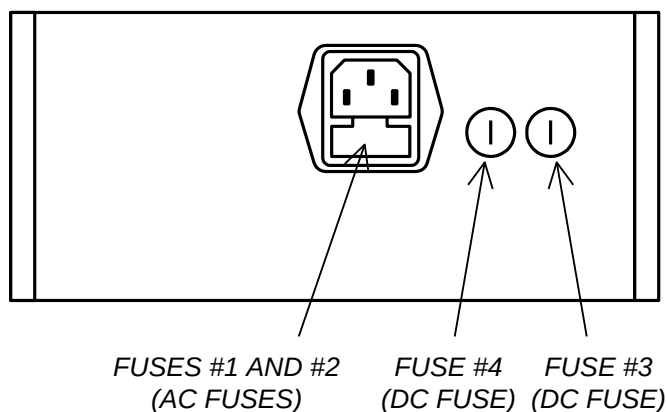 FUSES #1 AND #2
(AC FUSES)
FUSE #4
(DC FUSE)
FUSE #3
(DC FUSE)